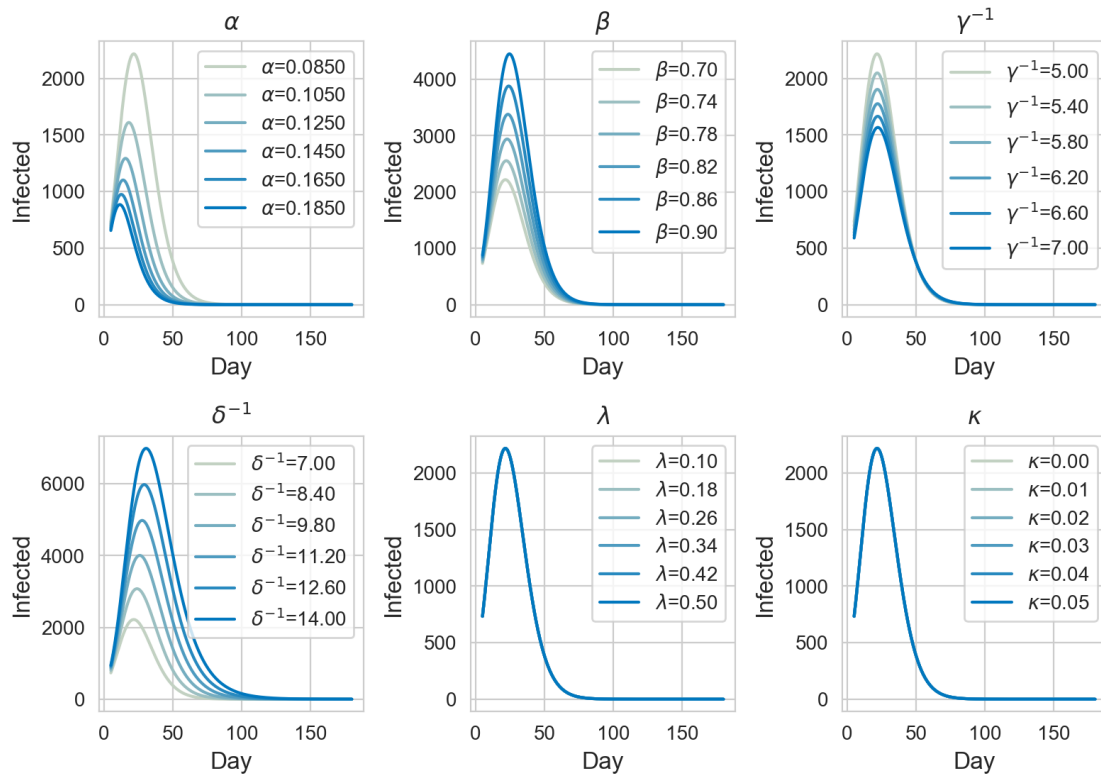 α
2000
1500
1000
500
0
Infected
0
50
100
150
Day
α=0.0850
α=0.1050
α=0.1250
α=0.1450
α=0.1650
α=0.1850
β
4000
3000
2000
1000
0
Infected
0
50
100
150
Day
β=0.70
β=0.74
β=0.78
β=0.82
β=0.86
β=0.90
γ⁻¹
2000
1500
1000
500
0
Infected
0
50
100
150
Day
γ⁻¹=5.00
γ⁻¹=5.40
γ⁻¹=5.80
γ⁻¹=6.20
γ⁻¹=6.60
γ⁻¹=7.00
δ⁻¹
6000
4000
2000
0
Infected
0
50
100
150
Day
δ⁻¹=7.00
δ⁻¹=8.40
δ⁻¹=9.80
δ⁻¹=11.20
δ⁻¹=12.60
δ⁻¹=14.00
λ
2000
1500
1000
500
0
Infected
0
50
100
150
Day
λ=0.10
λ=0.18
λ=0.26
λ=0.34
λ=0.42
λ=0.50
κ
2000
1500
1000
500
0
Infected
0
50
100
150
Day
κ=0.00
κ=0.01
κ=0.02
κ=0.03
κ=0.04
κ=0.05